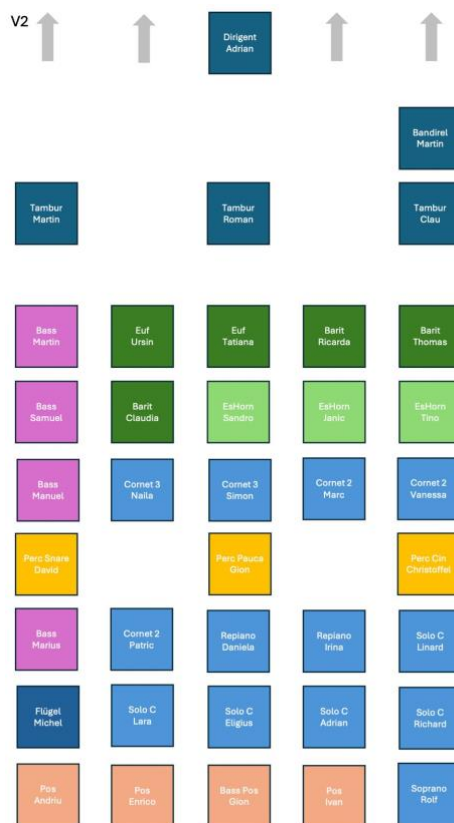 V2
Dirigent
Adrian
Bandirel
Martin
Tambur
Martin
Tambur
Roman
Tambur
Clau
Bass
Martin
Euf
Ursin
Euf
Tatiana
Barit
Ricarda
Barit
Thomas
Bass
Samuel
Barit
Claudia
EsHorn
Sandro
EsHorn
Janic
EsHorn
Tino
Bass
Manuel
Cornet 3
Naila
Cornet 3
Simon
Cornet 2
Marc
Cornet 2
Vanessa
Perc Snare
David
Perc Pauca
Gion
Perc Cin
Christoffel
Bass
Marius
Cornet 2
Patric
Repiano
Daniela
Repiano
Irina
Solo C
Linard
Flügel
Michel
Solo C
Lara
Solo C
Eligius
Solo C
Adrian
Solo C
Richard
Pos
Andriu
Pos
Enrico
Bass Pos
Gion
Pos
Ivan
Soprano
Rolf